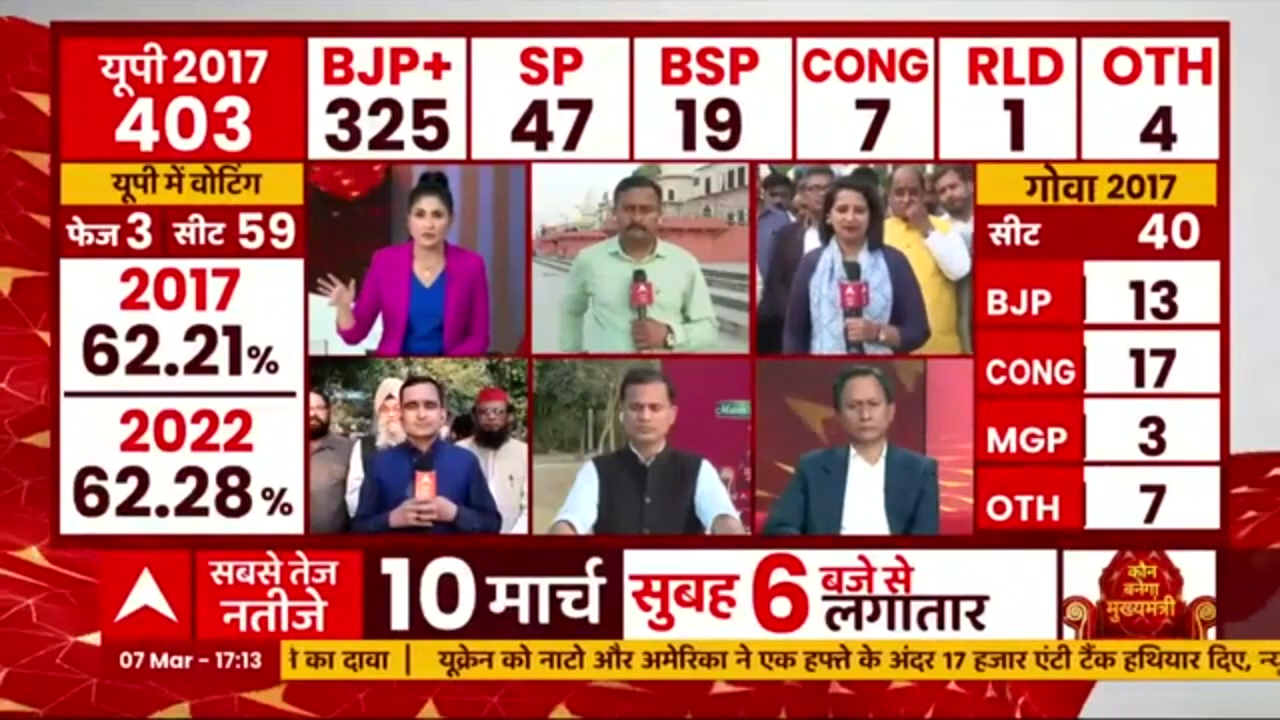 यूपी 2017
403
BJP+
325
SP
47
BSP
19
CONG
7
RLD
1
OTH
4
यूपी में वोटिंग
फेज 3 सीट 59
2017
62.21%
2022
62.28%
गोवा 2017
सीट 40
BJP 13
CONG 17
MGP 3
OTH 7
सबसे तेज
नतीजे
10 मार्च
सुबह 6 बजे से
लगातार
कौन
बनेगा
मुख्यमंत्री
07 Mar - 17:13
का दावा | यूक्रेन को नाटो और अमेरिका ने एक हफ्ते के अंदर 17 हजार एंटी टैंक हथियार दिए,